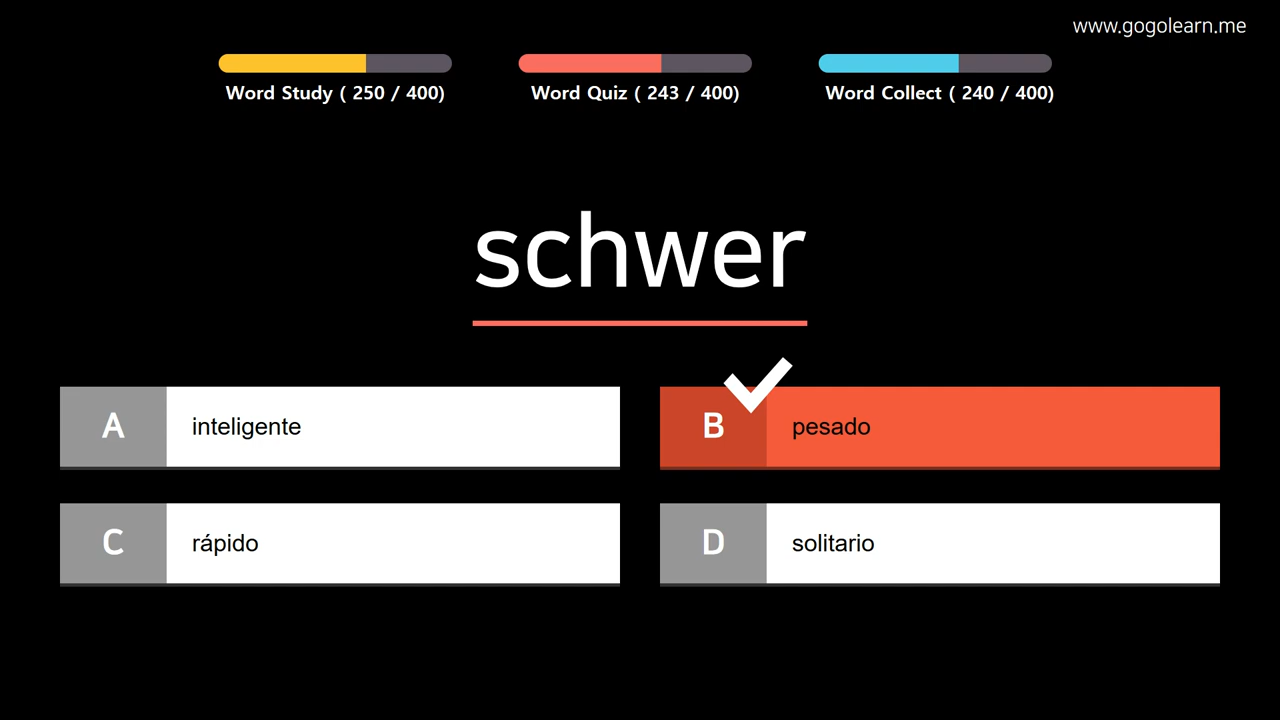 www.gogolearn.me
Word Study ( 250 / 400)
Word Quiz ( 243 / 400)
Word Collect ( 240 / 400)
schwer
A inteligente
B pesado
C rápido
D solitario